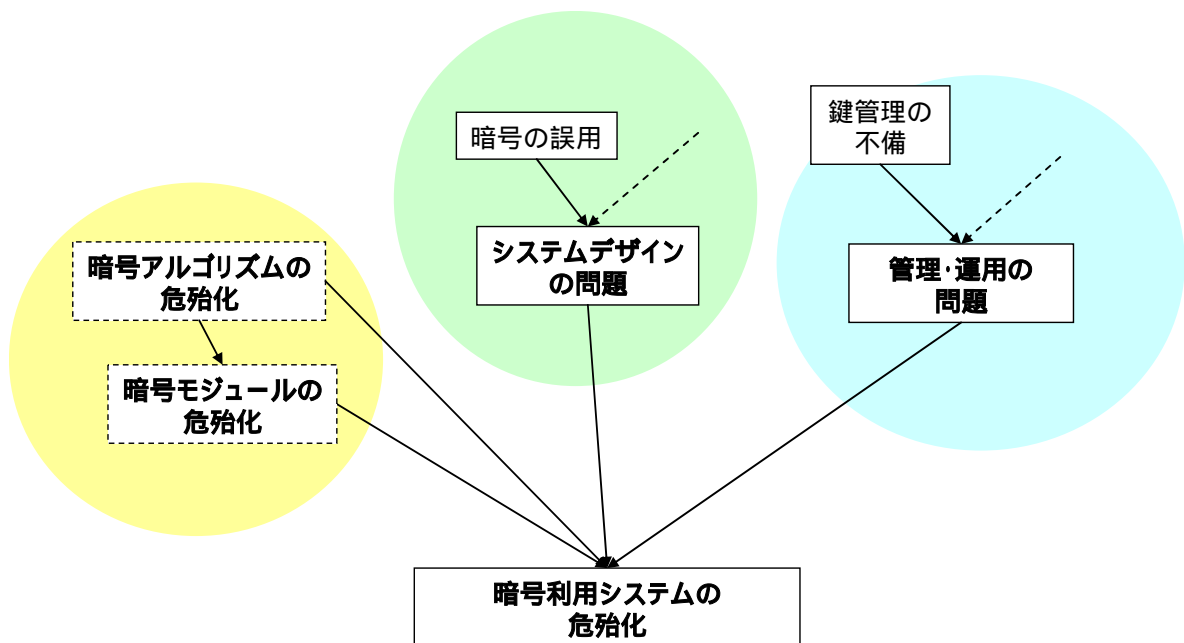 暗号の誤用
鍵管理の
不備
システムデザイン
の問題
管理・運用の
問題
暗号アルゴリズムの
危殆化
暗号モジュールの
危殆化
暗号利用システムの
危殆化